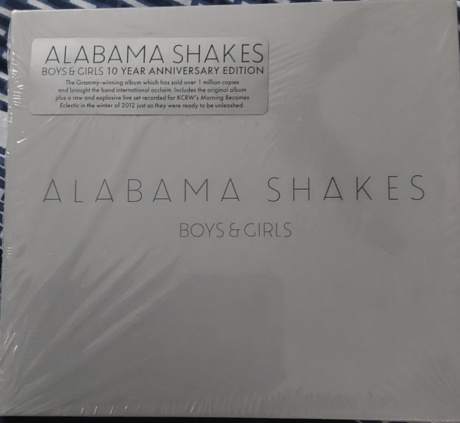 ALABAMA SHAKES
BOYS & GIRLS 10 YEAR ANNIVERSARY EDITION
The Grammy-winning album which has sold over 1 million copies
and brought the band international acclaim. Includes the original album
plus a raw and explosive live set recorded for KCRW's Morning Becomes
Eclectic in the winter of 2012 just as they were ready to be unleashed.
ALABAMA SHAKES
BOYS & GIRLS